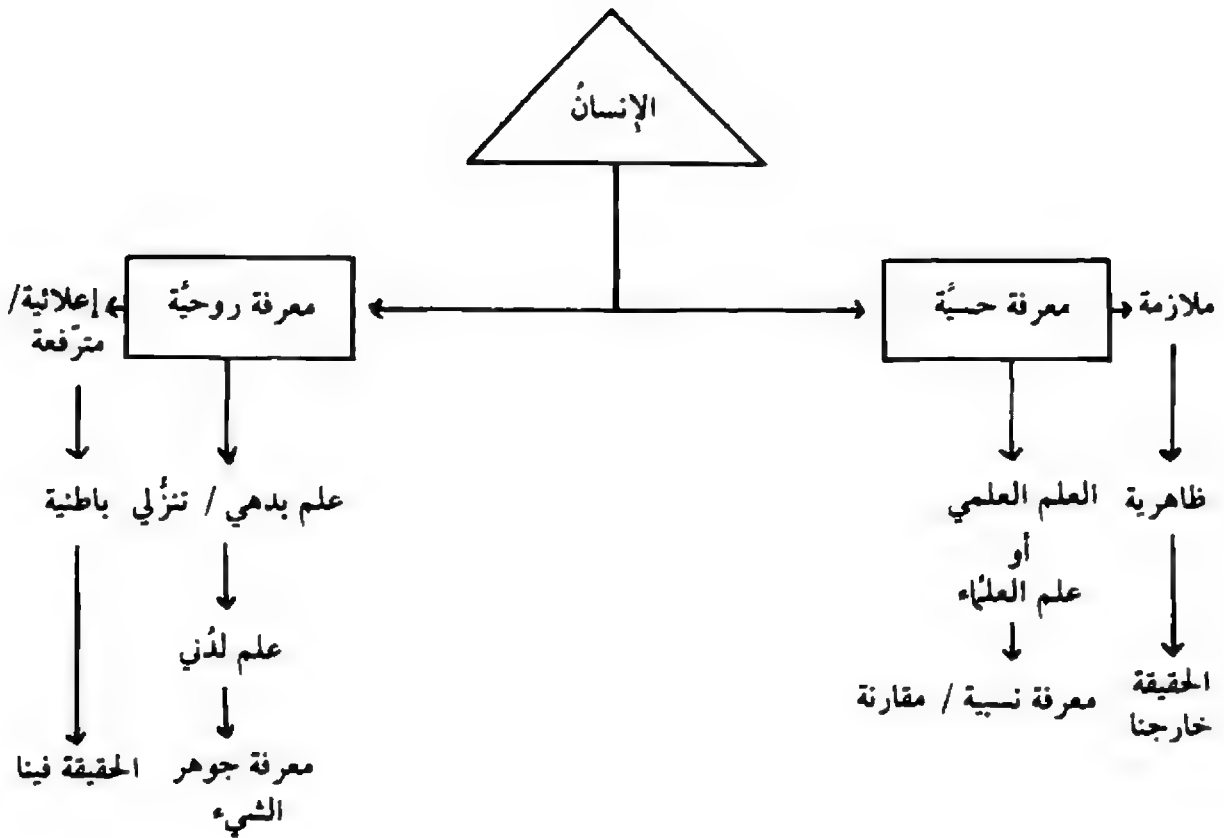 الإنسانُ
معرفة حسيَّة
ملازمة
ظاهرية
الحقيقة
خارجنا
العلم العلمي
أو
علم العلماء
معرفة نسبية / مقارنة
معرفة روحيَّة
علم بدهي / تنزُّلي
علم لدُني
معرفة جوهر
الشيء
إعلائية/
مترّفعة
باطنية
الحقيقة فينا